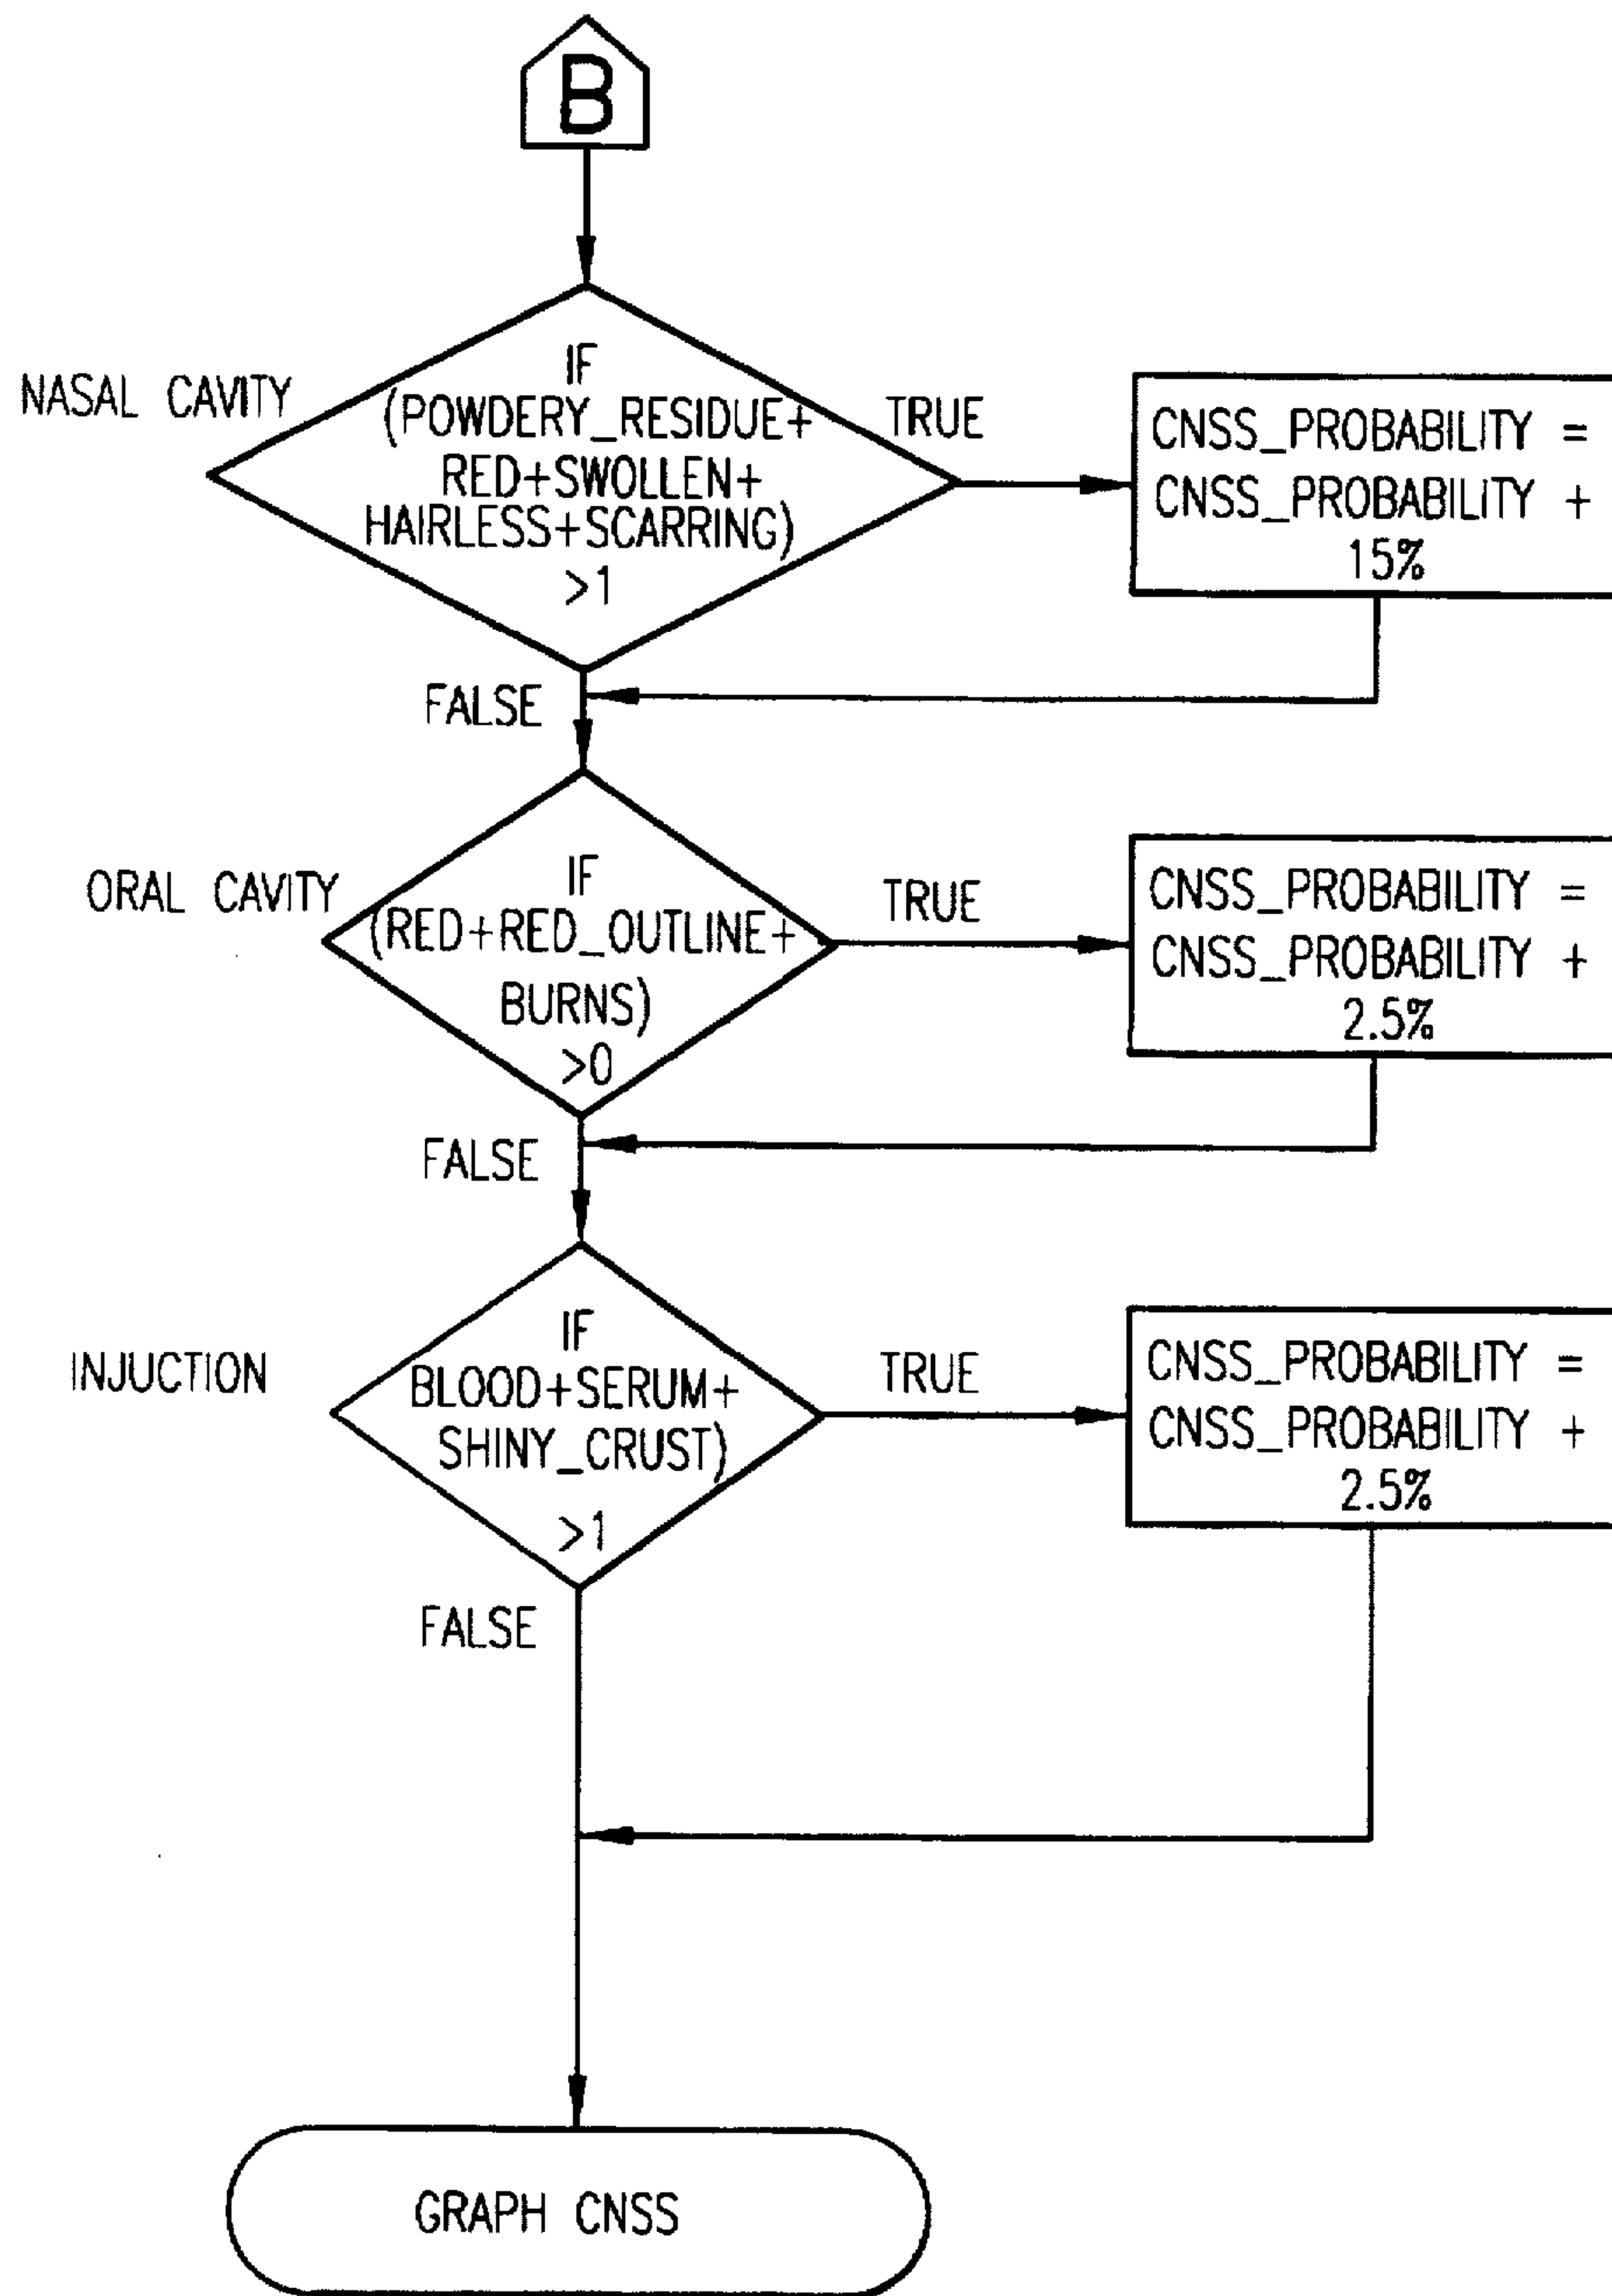 B
IF
NASAL CAVITY
(POWDERY_RESIDUE+
RED+SWOLLEN+
HAIRLESS+SCARRING)
>1
TRUE
CNSS_PROBABILITY =
CNSS_PROBABILITY +
15%
FALSE
ORAL CAVITY
IF
(RED+RED_OUTLINE+
BURNS)
>0
TRUE
CNSS_PROBABILITY =
CNSS_PROBABILITY +
2.5%
FALSE
INJUCTION
IF
BLOOD+SERUM+
SHINY_CRUST)
>1
TRUE
CNSS_PROBABILITY =
CNSS_PROBABILITY +
2.5%
FALSE
GRAPH CNSS